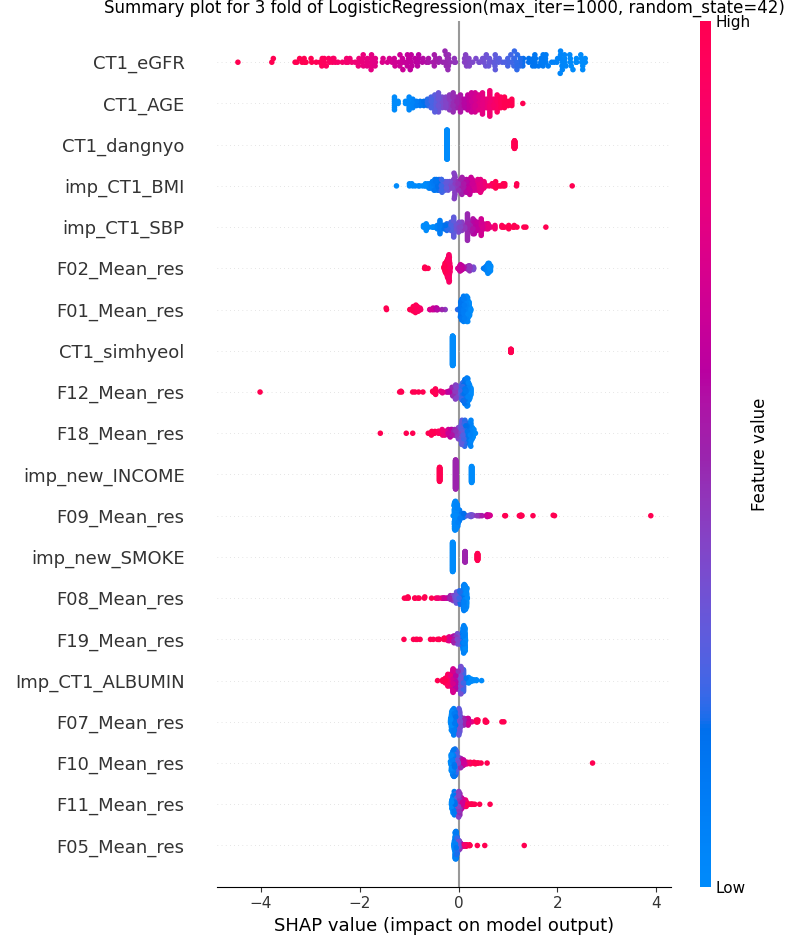 Summary plot for 3 fold of LogisticRegression(max_iter=1000, random_state=42)
High
CT1_eGFR
CT1_AGE
CT1_dangnyo
imp_CT1_BMI
imp_CT1_SBP
F02_Mean_res
F01_Mean_res
CT1_simhyeol
F12_Mean_res
F18_Mean_res
imp_new_INCOME
F09_Mean_res
imp_new_SMOKE
F08_Mean_res
F19_Mean_res
Imp_CT1_ALBUMIN
F07_Mean_res
F10_Mean_res
F11_Mean_res
F05_Mean_res
Feature value
Low
−4 −2 0 2 4
SHAP value (impact on model output)